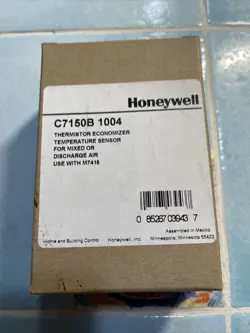 Honeywell
C7150B 1004
THERMISTOR ECONOMIZER
TEMPERATURE SENSOR
FOR MIXED OR
DISCHARGE AIR
USE WITH M7415
0 85267 03943 7
Assembled in Mexico
Home and Building Control Honeywell, Inc. Minneapolis, Minnesota 55422